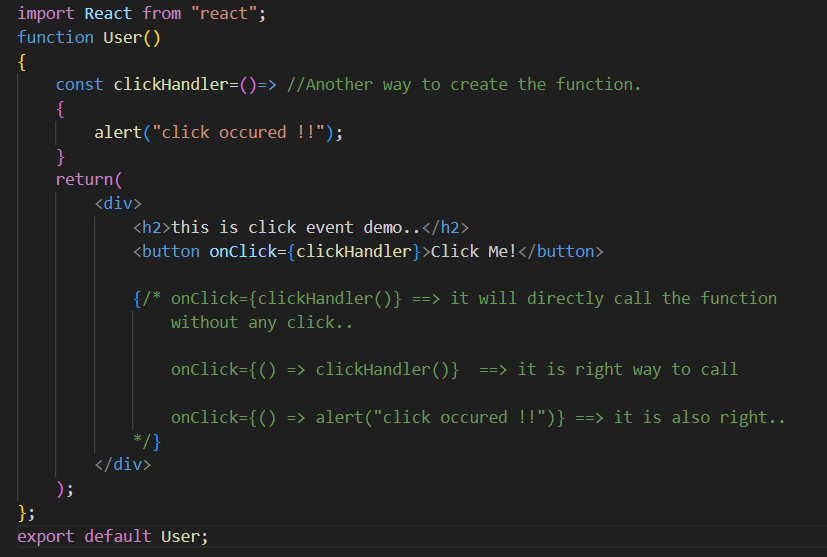 import React from "react";
function User()
{
    const clickHandler=()=> //Another way to create the function.
    {
        alert("click occured !!");
    }
    return(
        <div>
            <h2>this is click event demo..</h2>
            <button onClick={clickHandler}>Click Me!</button>

            {/* onClick={clickHandler()} ==> it will directly call the function
                without any click..

                onClick={() => clickHandler()}  ==> it is right way to call

                onClick={() => alert("click occured !!")} ==> it is also right..
            */}
        </div>
    );
};
export default User;